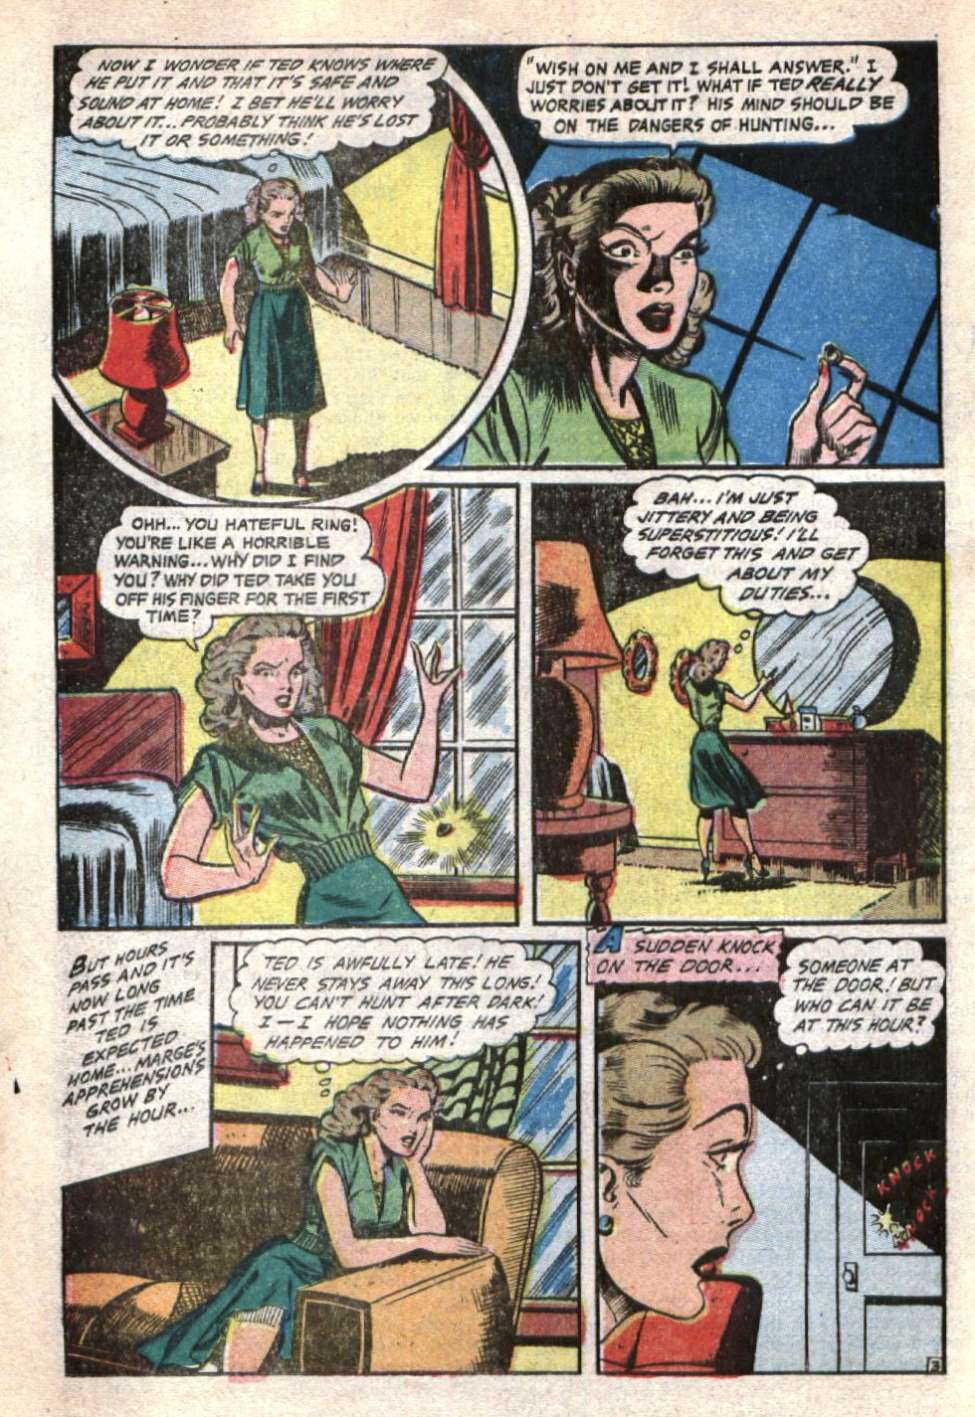 NOW I WONDER IF TED KNOWS WHERE
HE PUT IT AND THAT IT'S SAFE AND
SOUND AT HOME! I BET HE'LL WORRY
ABOUT IT... PROBABLY THINK HE'S LOST
IT OR SOMETHING!
"WISH ON ME AND I SHALL ANSWER." I
JUST DON'T GET IT! WHAT IF TED REALLY
WORRIES ABOUT IT? HIS MIND SHOULD BE
ON THE DANGERS OF HUNTING...
OHH... YOU HATEFUL RING!
YOU'RE LIKE A HORRIBLE
WARNING... WHY DID I FIND
YOU? WHY DID TED TAKE YOU
OFF HIS FINGER FOR THE FIRST
TIME?
BAH... I'M JUST
JITTERY AND BEING
SUPERSTITIOUS! I'LL
FORGET THIS AND GET
ABOUT MY
DUTIES...
BUT HOURS
PASS AND IT'S
NOW LONG
PAST THE TIME
TED IS
EXPECTED
HOME... MARGE'S
APPREHENSIONS
GROW BY
THE HOUR...
TED IS AWFULLY LATE! HE
NEVER STAYS AWAY THIS LONG!
YOU CAN'T HUNT AFTER DARK!
I-I HOPE NOTHING HAS
HAPPENED TO HIM!
A SUDDEN KNOCK
ON THE DOOR...
SOMEONE AT
THE DOOR! BUT
WHO CAN IT BE
AT THIS HOUR?
KNOCK
KNOCK
3